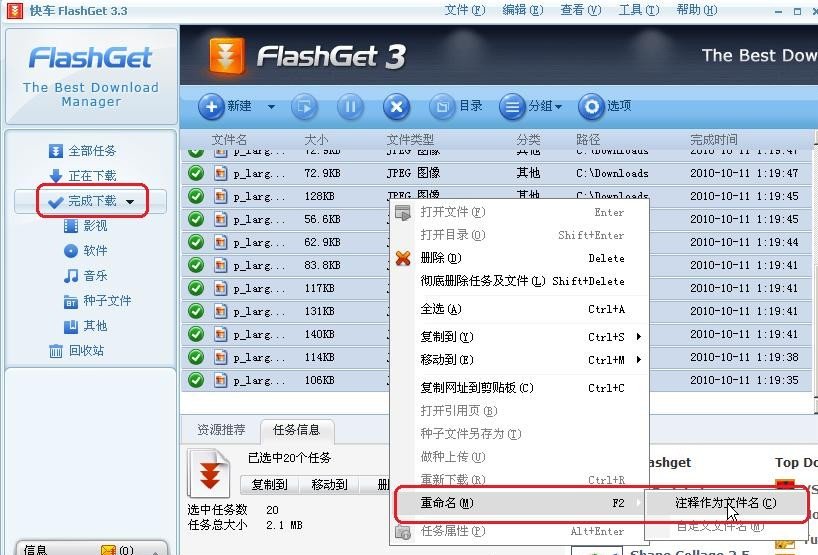 快车 FlashGet 3.3
文件(F) 编辑(E) 查看(V) 工具(T) 帮助(H)
FlashGet
The Best Download
Manager
FlashGet 3
The Best Dow
新建 目录 分组 选项
文件名 大小 文件类型 分类 路径 完成时间
p_larg... 72.9KB JPEG 图像 其他 C:\Downloads 2010-10-11 1:19:47
p_larg... 72.9KB JPEG 图像 其他 C:\Downloads 2010-10-11 1:19:47
p_larg... 128KB JPEG 图像 其他 C:\Downloads 2010-10-11 1:19:45
p_larg... 56.6KB 2010-10-11 1:19:45
p_larg... 62.9KB 2010-10-11 1:19:44
p_larg... 83.8KB 2010-10-11 1:19:41
p_larg... 117KB 2010-10-11 1:19:41
p_larg... 131KB 2010-10-11 1:19:41
p_larg... 140KB 2010-10-11 1:19:41
p_larg... 114KB 2010-10-11 1:19:38
p_larg... 106KB 2010-10-11 1:19:35
全部任务
正在下载
完成下载
影视
软件
音乐
种子文件
其他
回收站
打开文件(F) Enter
打开目录(O) Shift+Enter
删除(D) Delete
彻底删除任务及文件(L) Shift+Delete
全选(A) Ctrl+A
复制到(Y) Ctrl+S
移动到(E) Ctrl+M
复制网址到剪贴板(C) Ctrl+C
打开引用页(B)
种子文件另存为(T)
做种上传(U)
重新下载(R) Ctrl+R
重命名(M) F2
任务属性(P) Alt+Enter
注释作为文件名(C)
自定义文件名(M)
资源推荐 任务信息
已选中20个任务
复制到 移动到 删
选中任务数 20
任务总大小 2.1 MB
ashget
Top Do
Shape Collage 2.5
信息 (0)